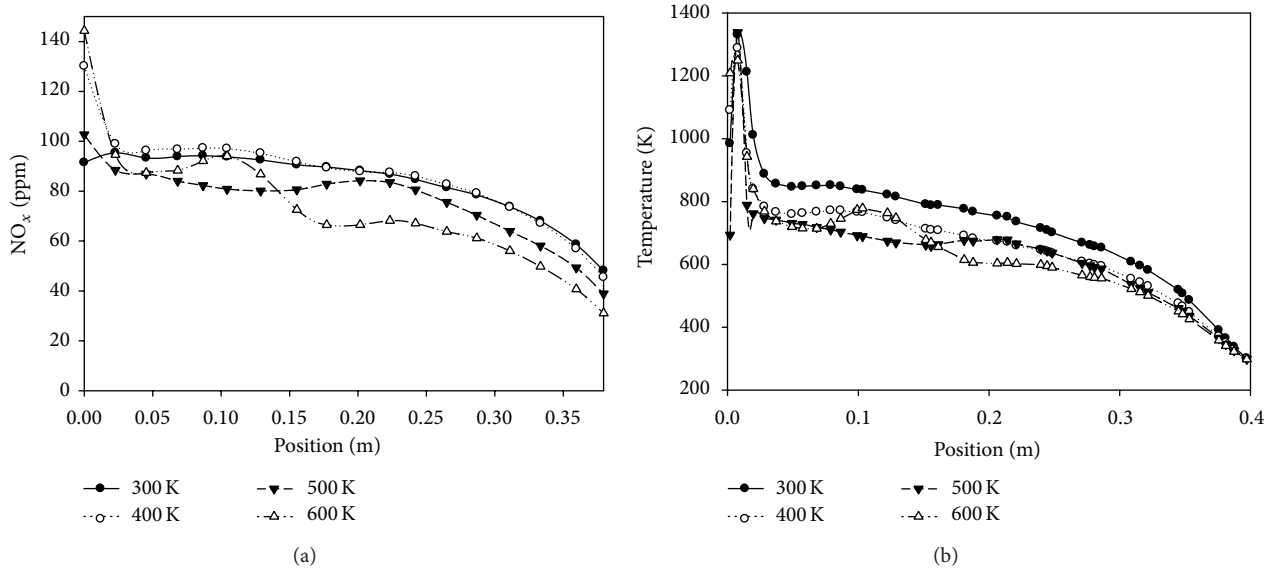 140
120
100
80
60
40
20
0
NOx (ppm)
0.00 0.05 0.10 0.15 0.20 0.25 0.30 0.35
Position (m)
300 K 500 K
400 K 600 K
(a)
1400
1200
1000
800
600
400
200
Temperature (K)
0.0 0.1 0.2 0.3 0.4
Position (m)
300 K 500 K
400 K 600 K
(b)